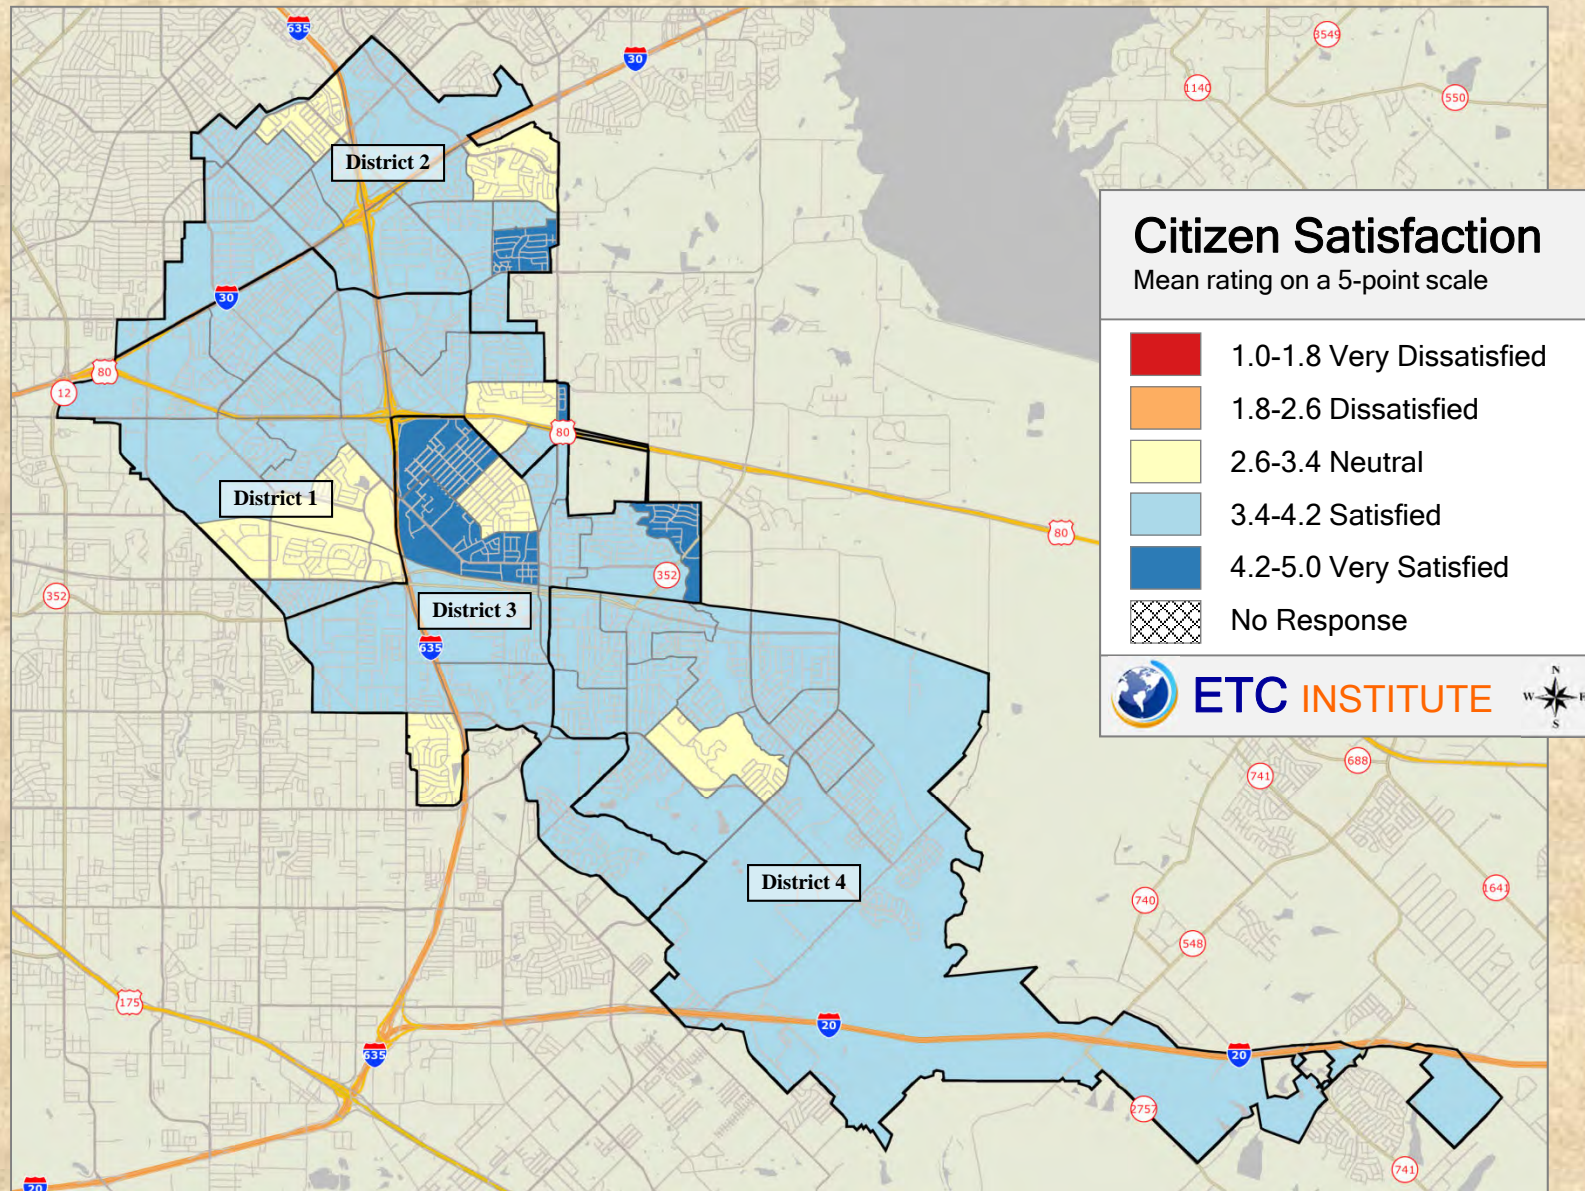 635
30
3549
1140
550
District 2
Citizen Satisfaction
Mean rating on a 5-point scale
30
80
12
1.0-1.8 Very Dissatisfied
1.8-2.6 Dissatisfied
80
2.6-3.4 Neutral
District 1
3.4-4.2 Satisfied
80
4.2-5.0 Very Satisfied
352
352
District 3
No Response
635
ETC INSTITUTE
N
W E
S
688
741
District 4
1641
740
548
175
20
635
20
2757
741
20